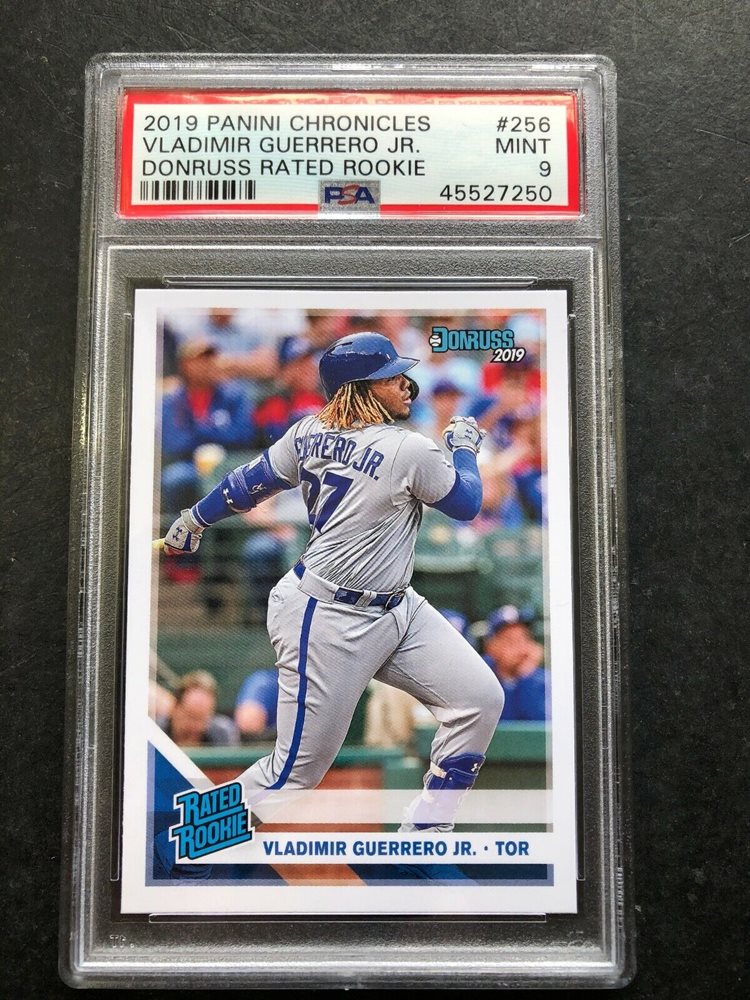 2019 PANINI CHRONICLES #256
VLADIMIR GUERRERO JR. MINT
DONRUSS RATED ROOKIE 9
PSA 45527250
DONRUSS
2019
GUERRERO JR.
27
RATED
ROOKIE
VLADIMIR GUERRERO JR. • TOR